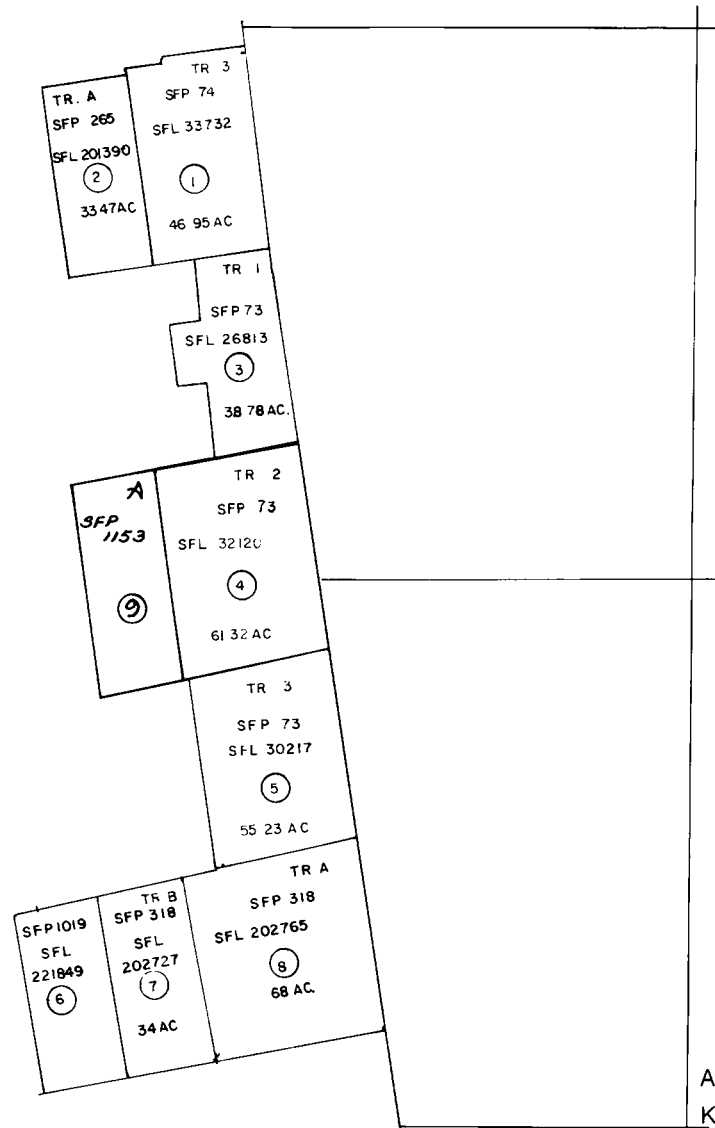 TR. A
SFP 265
SFL 201390
2
33 47 AC
TR 3
SFP 74
SFL 33732
1
46 95 AC
TR 1
SFP 73
SFL 26813
3
38 78 AC.
A
SFP
1153
9
TR 2
SFP 73
SFL 32120
4
61 32 AC
TR 3
SFP 73
SFL 30217
5
55 23 AC
SFP 1019
SFL
221849
6
TR B
SFP 318
SFL
202727
7
34 AC
TR A
SFP 318
SFL 202765
8
68 AC.
A
K